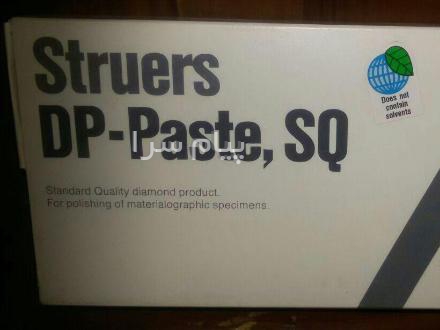 Struers
DP-Paste, SQ
پیام سرا
Does not
contain
solvents
Standard Quality diamond product.
For polishing of materialographic specimens.